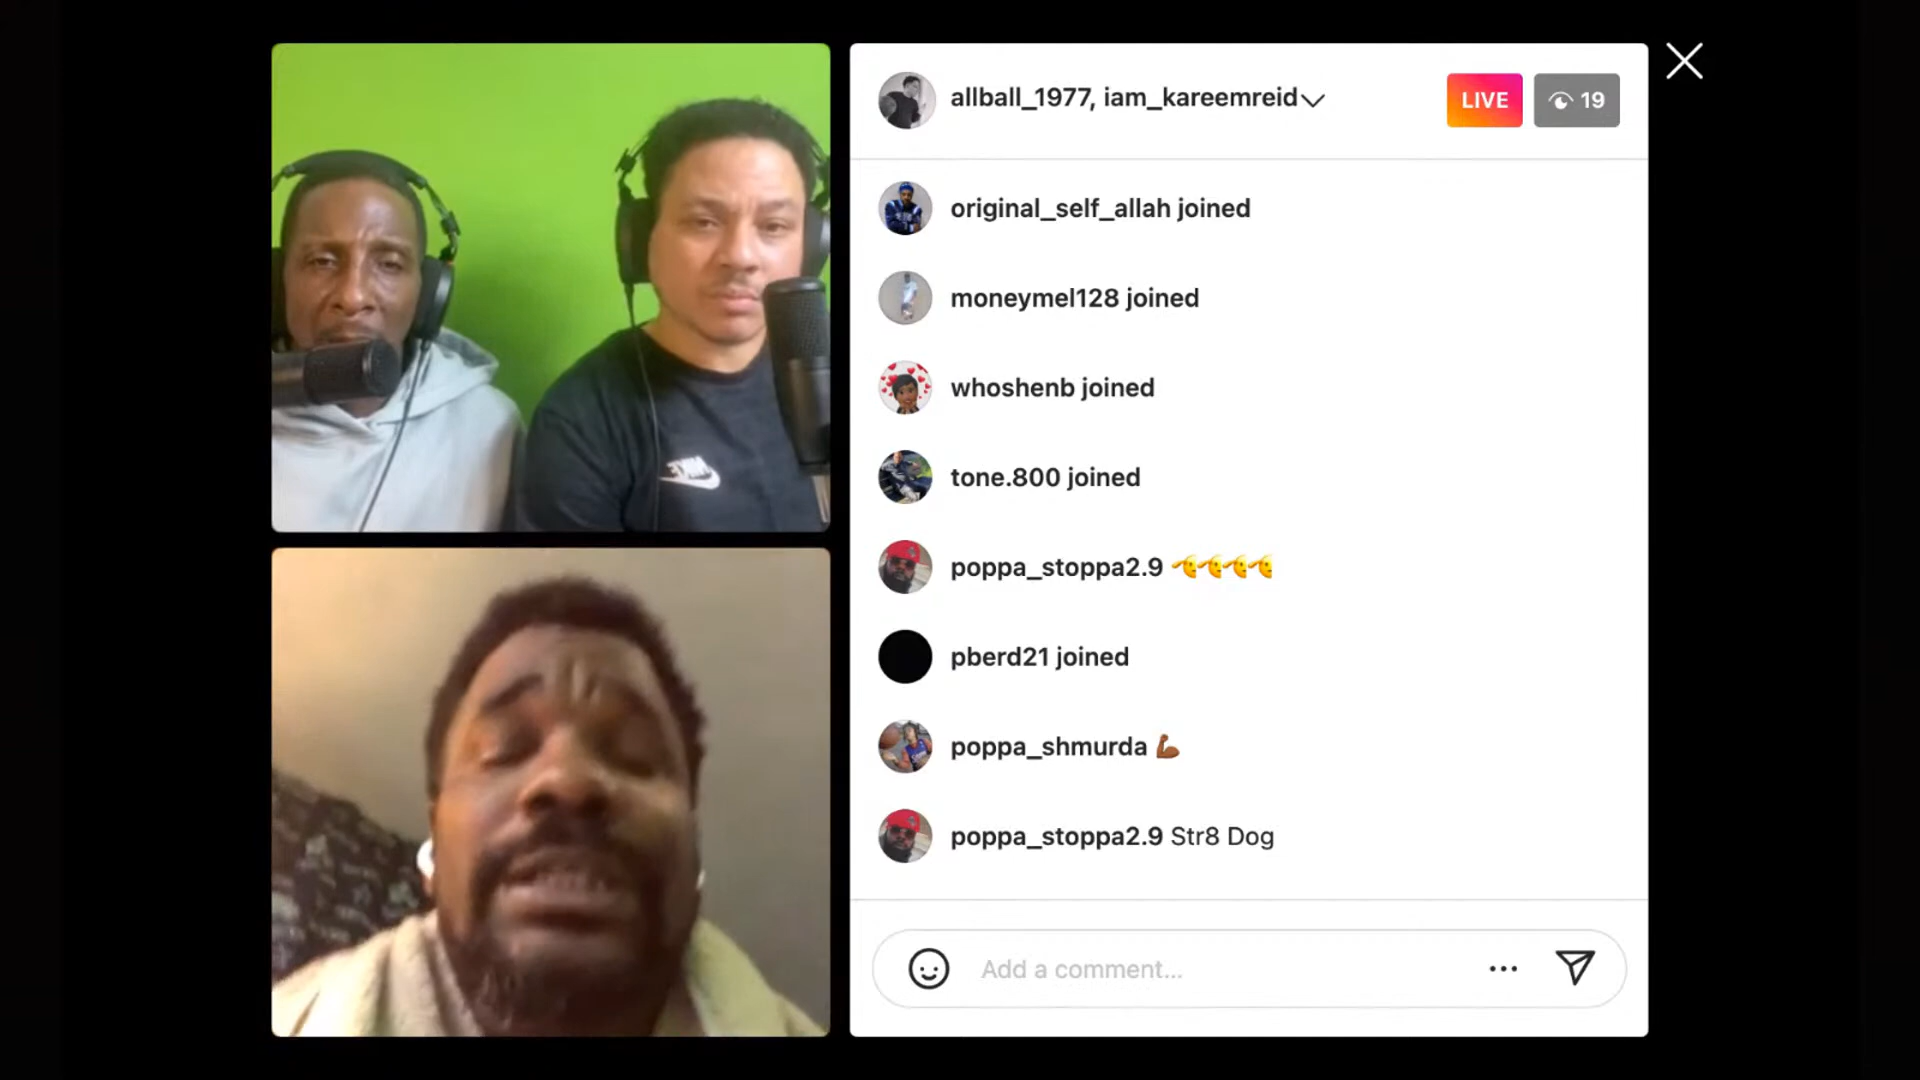 allball_1977, iam_kareemreid
LIVE
19
original_self_allah joined
moneymel128 joined
whoshenb joined
tone.800 joined
poppa_stoppa2.9 🫡🫡🫡🫡
pberd21 joined
poppa_shmurda 💪🏾
poppa_stoppa2.9 Str8 Dog
Add a comment...